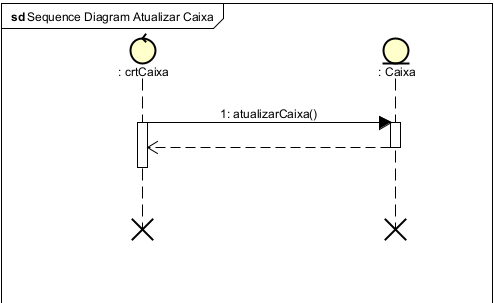 sd Sequence Diagram Atualizar Caixa
: crtCaixa
: Caixa
1: atualizarCaixa()